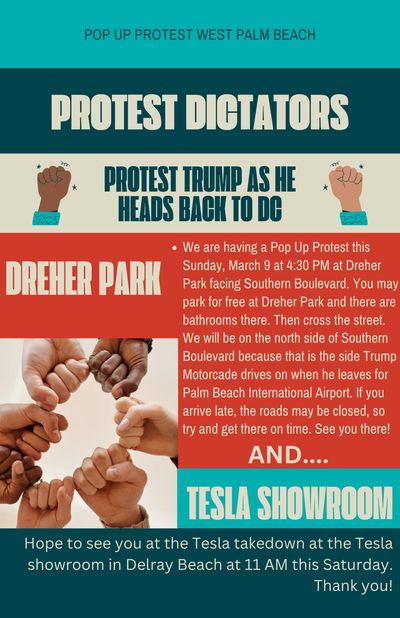 POP UP PROTEST WEST PALM BEACH
PROTEST DICTATORS
PROTEST TRUMP AS HE
HEADS BACK TO DC
DREHER PARK
• We are having a Pop Up Protest this
Sunday, March 9 at 4:30 PM at Dreher
Park facing Southern Boulevard. You may
park for free at Dreher Park and there are
bathrooms there. Then cross the street.
We will be on the north side of Southern
Boulevard because that is the side Trump
Motorcade drives on when he leaves for
Palm Beach International Airport. If you
arrive late, the roads may be closed, so
try and get there on time. See you there!
AND....
TESLA SHOWROOM
Hope to see you at the Tesla takedown at the Tesla
showroom in Delray Beach at 11 AM this Saturday.
Thank you!